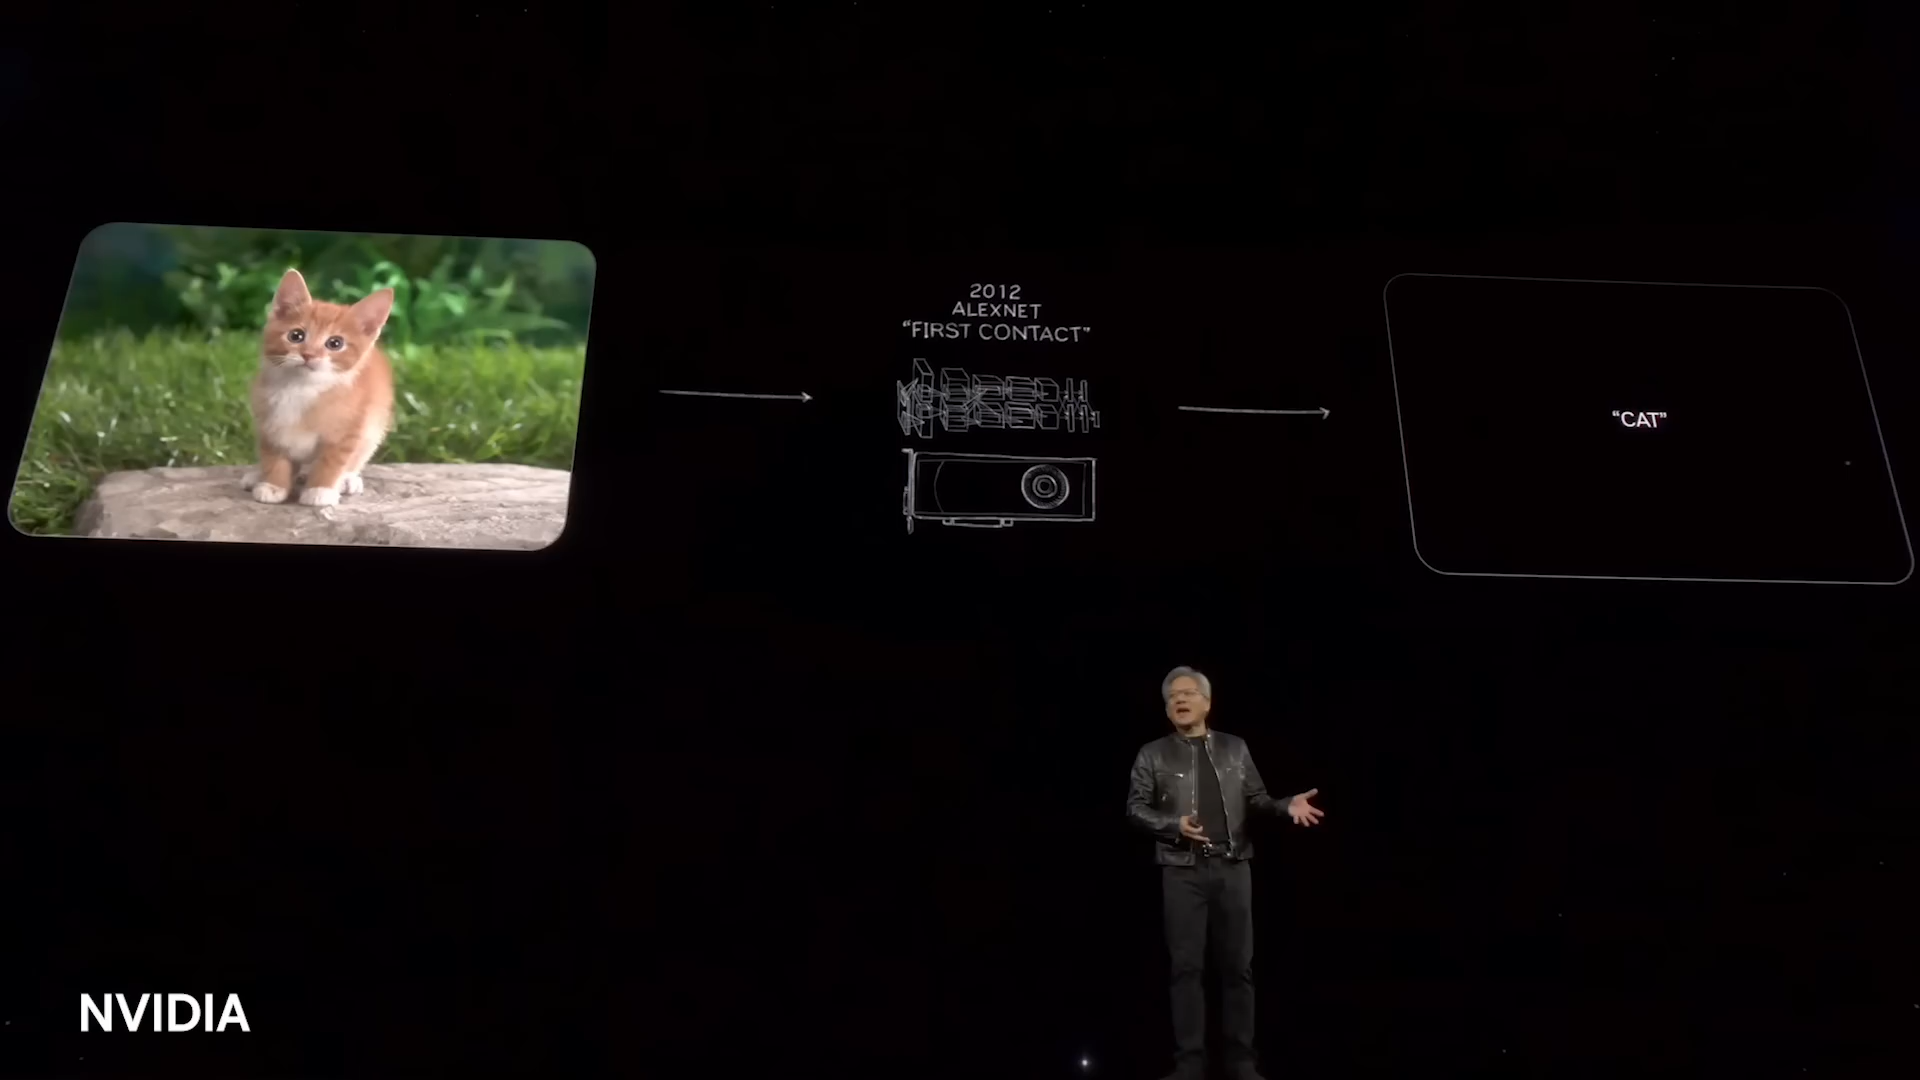 2012
ALEXNET
“FIRST CONTACT”
“CAT”
NVIDIA